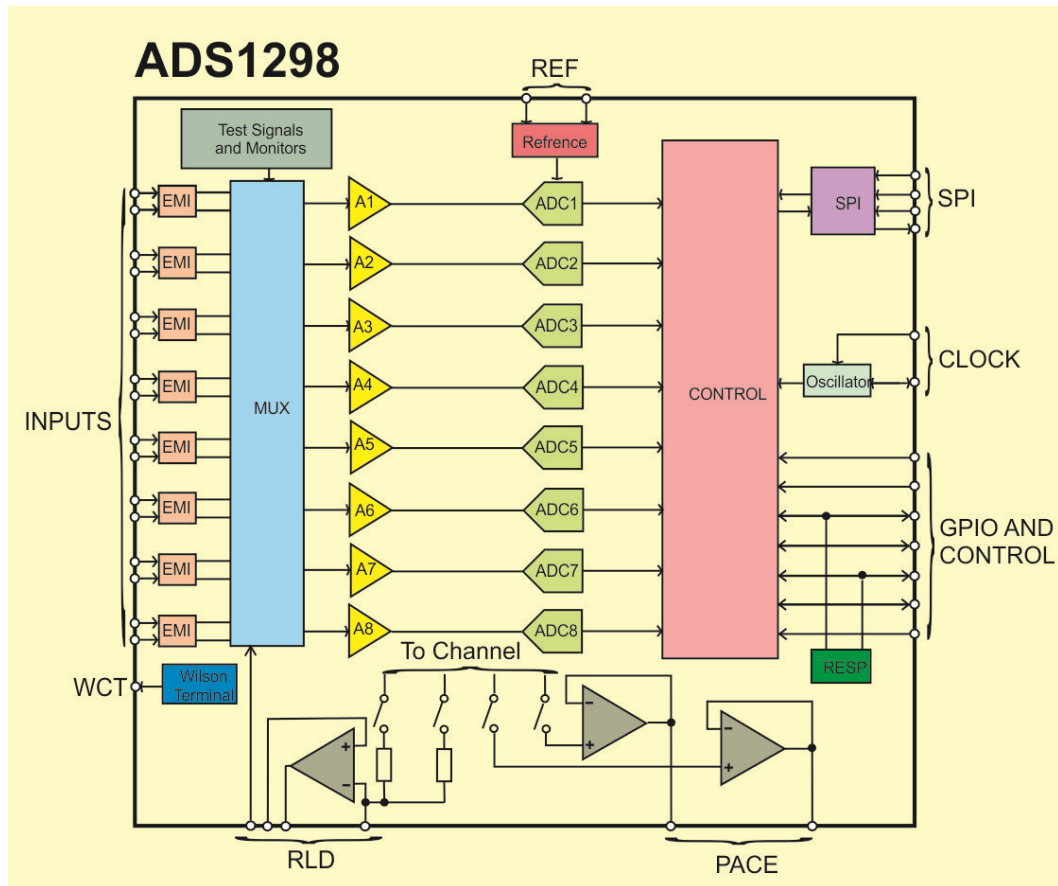 ADS1298
REF
Test Signals
and Monitors
Refrence
EMI
A1
ADC1
SPI
SPI
EMI
A2
ADC2
EMI
A3
ADC3
CLOCK
EMI
A4
ADC4
Oscillator
INPUTS
MUX
CONTROL
EMI
A5
ADC5
EMI
A6
ADC6
GPIO AND
CONTROL
EMI
A7
ADC7
EMI
A8
ADC8
To Channel
RESP
WCT
Wilson
Terminal
+
−
−
+
−
+
RLD
PACE